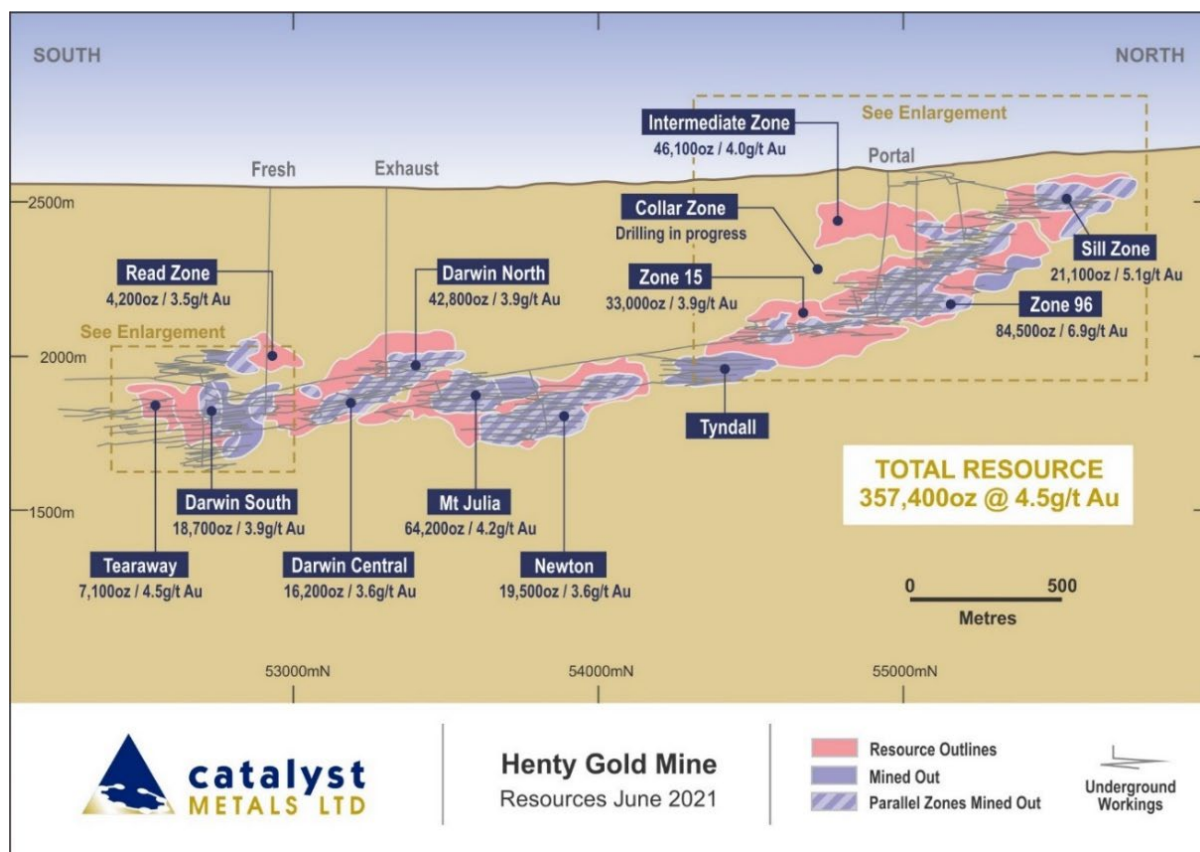 SOUTH
NORTH
See Enlargement
Intermediate Zone
46,100oz / 4.0g/t Au
Portal
Fresh
Exhaust
2500m
Collar Zone
Drilling in progress
Sill Zone
21,100oz / 5.1g/t Au
Read Zone
4,200oz / 3.5g/t Au
Darwin North
42,800oz / 3.9g/t Au
Zone 15
33,000oz / 3.9g/t Au
Zone 96
84,500oz / 6.9g/t Au
See Enlargement
2000m
Tyndall
TOTAL RESOURCE
357,400oz @ 4.5g/t Au
Darwin South
18,700oz / 3.9g/t Au
Mt Julia
64,200oz / 4.2g/t Au
1500m
Tearaway
7,100oz / 4.5g/t Au
Darwin Central
16,200oz / 3.6g/t Au
Newton
19,500oz / 3.6g/t Au
0 500
Metres
53000mN 54000mN 55000mN
catalyst
METALS LTD
Henty Gold Mine
Resources June 2021
Resource Outlines
Mined Out
Parallel Zones Mined Out
Underground
Workings